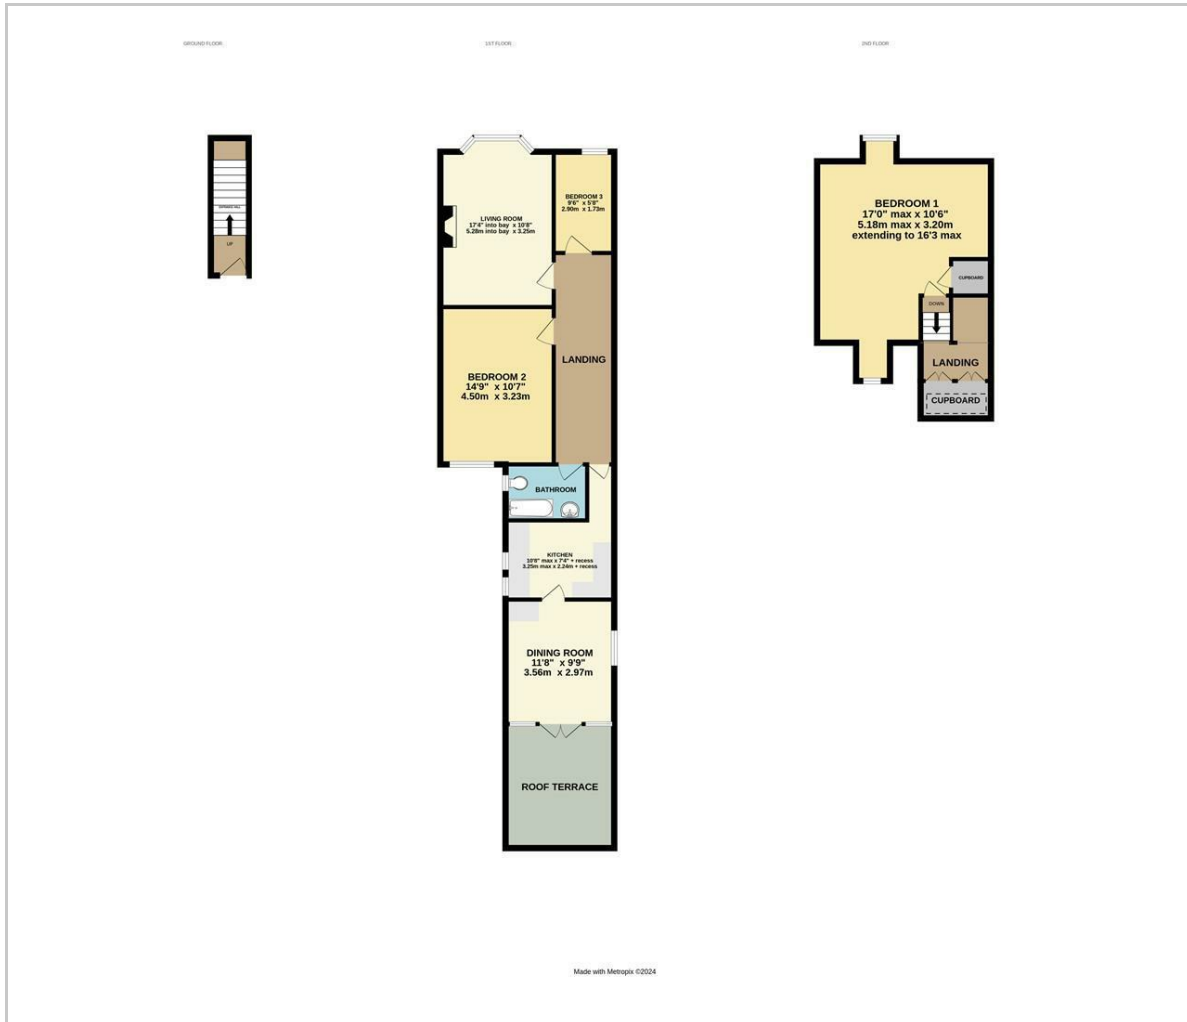 GROUND FLOOR
1ST FLOOR
2ND FLOOR
ENTRANCE HALL
UP
LIVING ROOM
17'4" into bay x 10'8"
5.28m into bay x 3.25m
BEDROOM 3
9'6" x 5'8"
2.90m x 1.73m
BEDROOM 2
14'9" x 10'7"
4.50m x 3.23m
LANDING
BATHROOM
KITCHEN
10'8" max x 7'4" + recess
3.25m max x 2.24m + recess
DINING ROOM
11'8" x 9'9"
3.56m x 2.97m
ROOF TERRACE
BEDROOM 1
17'0" max x 10'6"
5.18m max x 3.20m
extending to 16'3 max
CUPBOARD
DOWN
LANDING
CUPBOARD
Made with Metropix ©2024